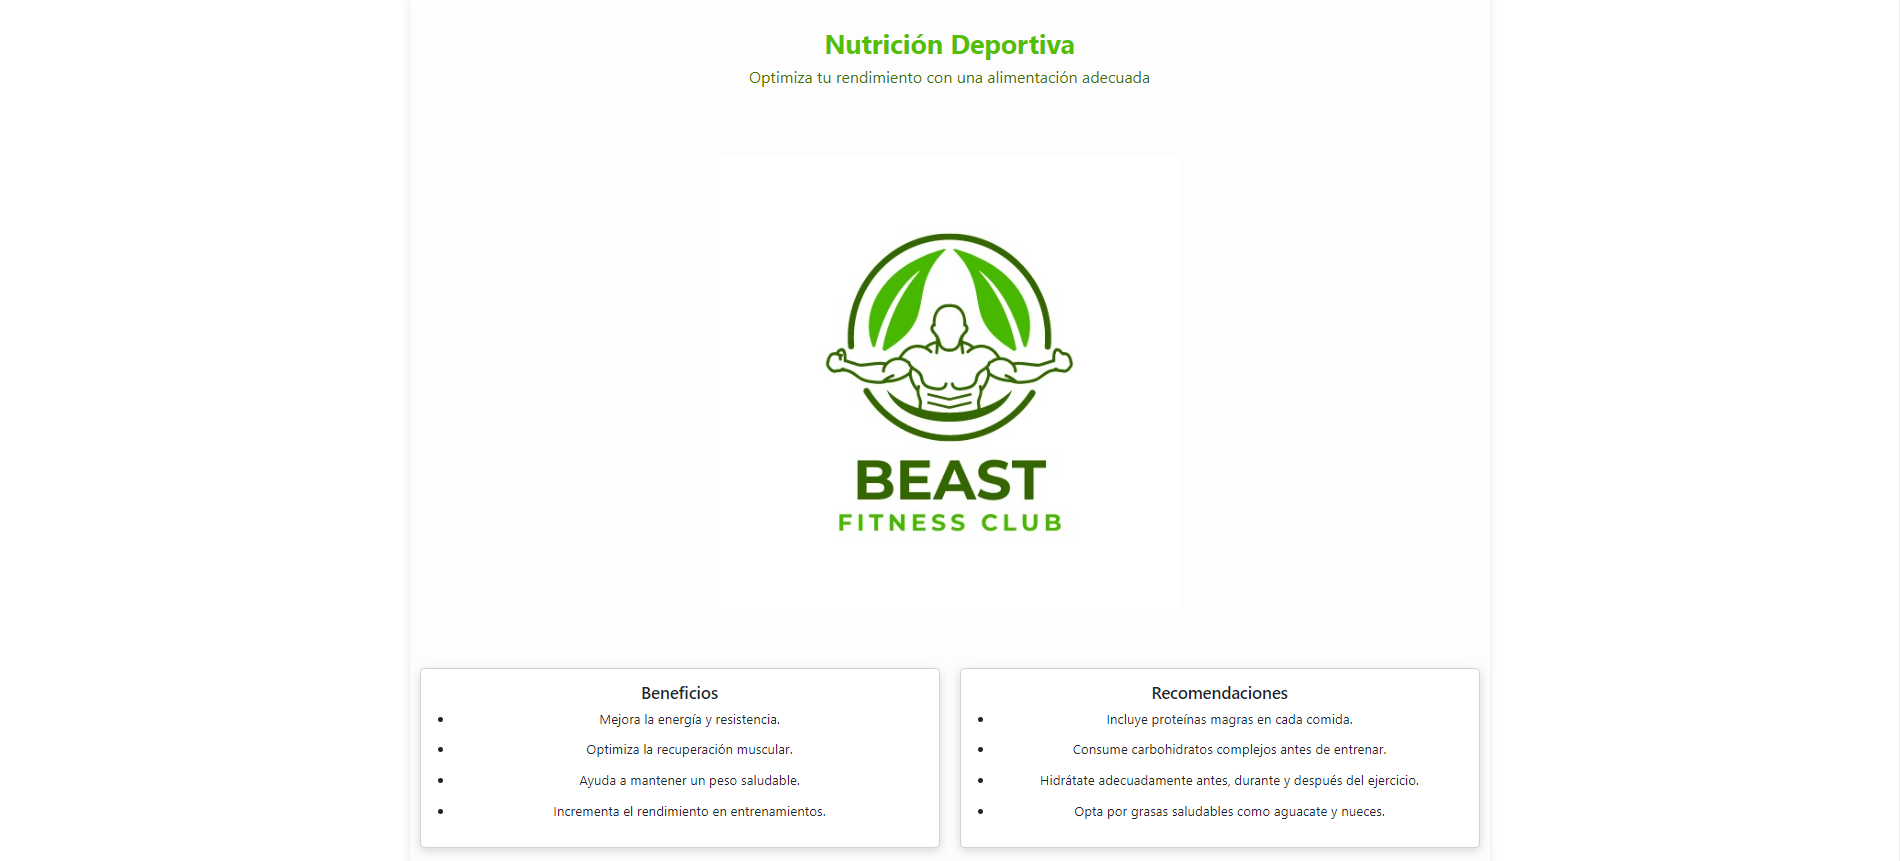 Nutrición Deportiva
Optimiza tu rendimiento con una alimentación adecuada
BEAST
FITNESS CLUB
Beneficios
Mejora la energía y resistencia.
Optimiza la recuperación muscular.
Ayuda a mantener un peso saludable.
Incrementa el rendimiento en entrenamientos.
Recomendaciones
Incluye proteínas magras en cada comida.
Consume carbohidratos complejos antes de entrenar.
Hidrátate adecuadamente antes, durante y después del ejercicio.
Opta por grasas saludables como aguacate y nueces.